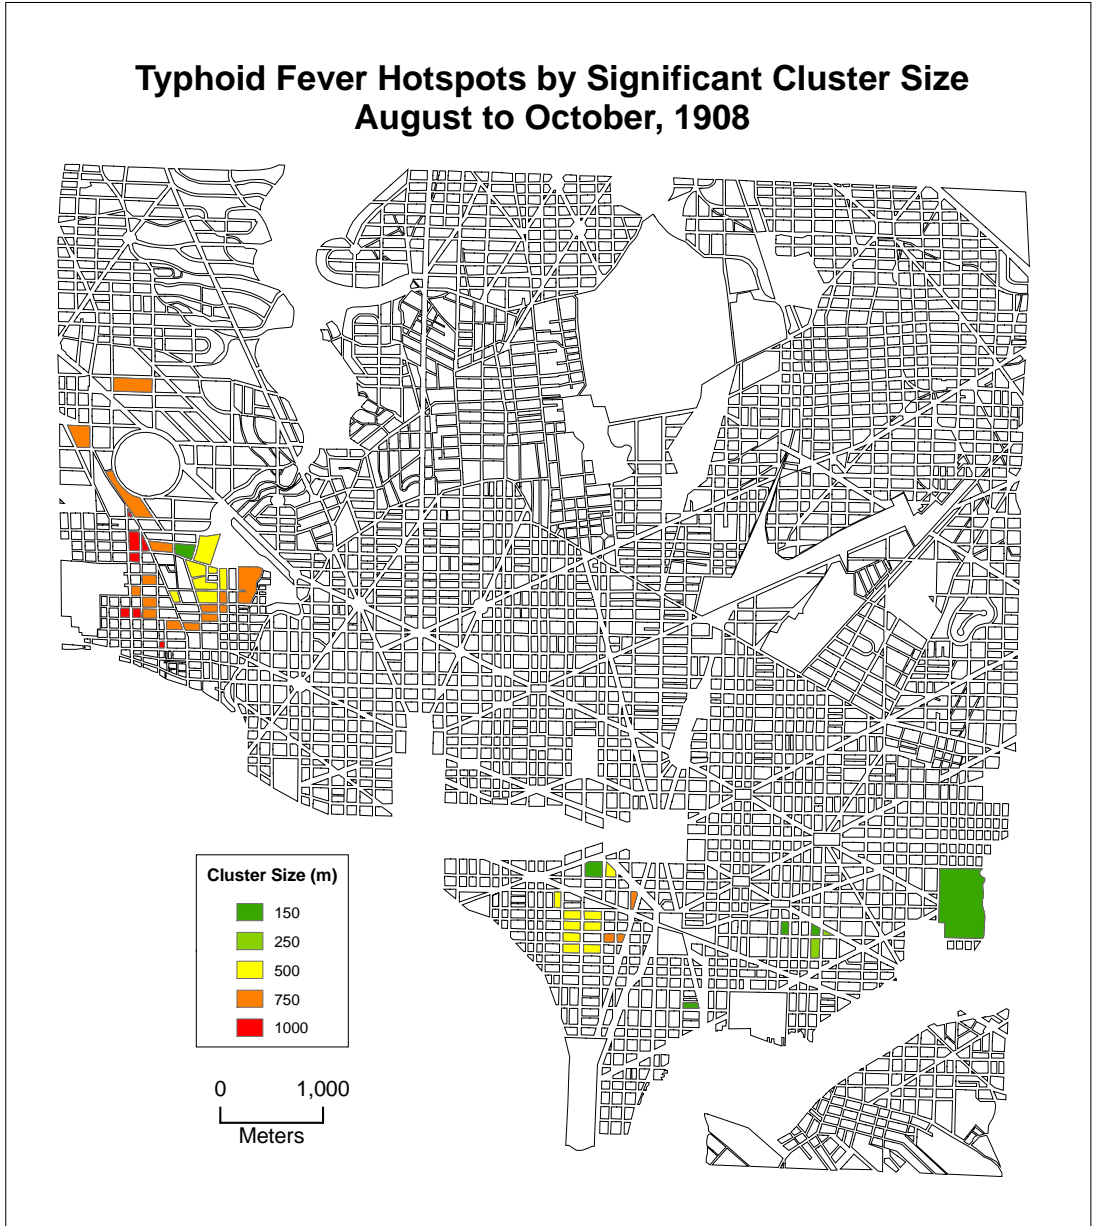 Typhoid Fever Hotspots by Significant Cluster Size
August to October, 1908
Cluster Size (m)
150
250
500
750
1000
0 1,000
Meters